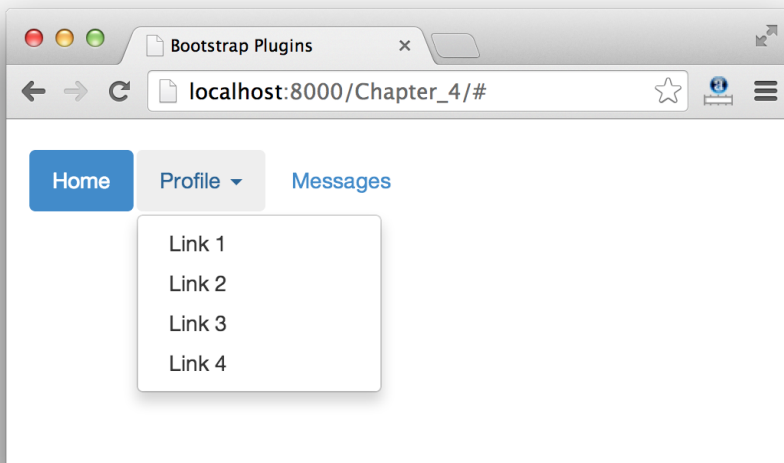 Bootstrap Plugins
localhost:8000/Chapter_4/#
Home Profile Messages
Link 1
Link 2
Link 3
Link 4